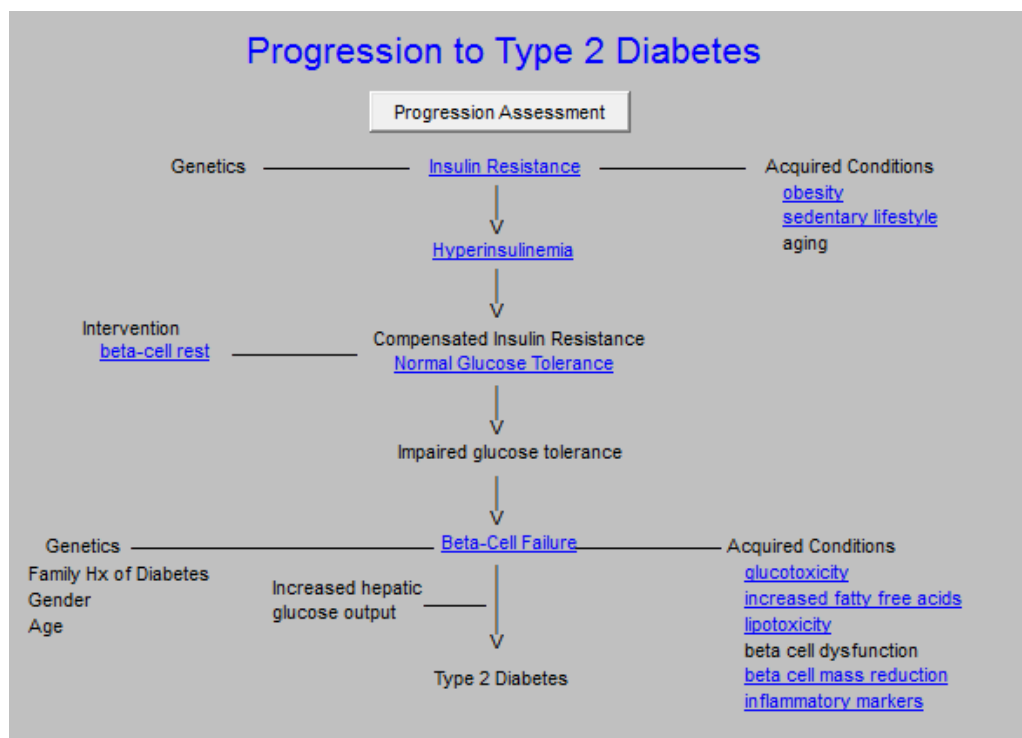 Progression to Type 2 Diabetes
Progression Assessment
Genetics
Insulin Resistance
Acquired Conditions
obesity
sedentary lifestyle
aging
Hyperinsulinemia
Intervention
beta-cell rest
Compensated Insulin Resistance
Normal Glucose Tolerance
Impaired glucose tolerance
Genetics
Family Hx of Diabetes
Gender
Age
Beta-Cell Failure
Increased hepatic
glucose output
Acquired Conditions
glucotoxicity
increased fatty free acids
lipotoxicity
beta cell dysfunction
beta cell mass reduction
inflammatory markers
Type 2 Diabetes